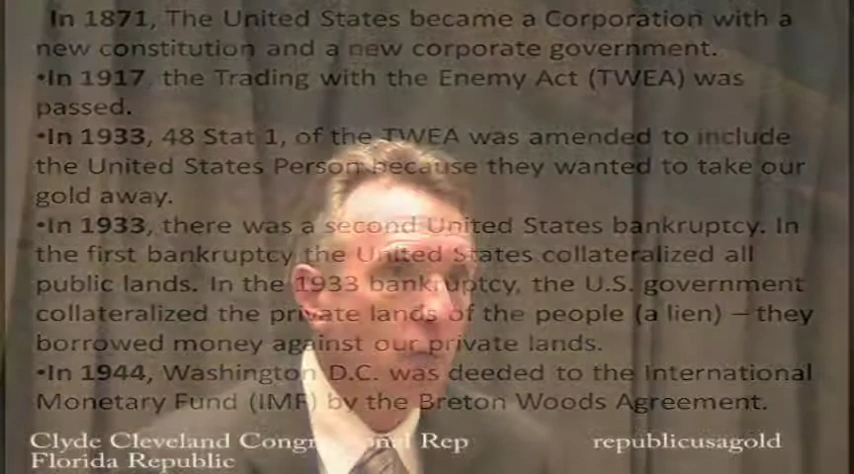 In 1871, The United States became a Corporation with a
new constitution and a new corporate government.
•In 1917, the Trading with the Enemy Act (TWEA) was
passed.
•In 1933, 48 Stat 1, of the TWEA was amended to include
the United States Person because they wanted to take our
gold away.
•In 1933, there was a second United States bankruptcy. In
the first bankruptcy the United States collateralized all
public lands. In the 1933 bankruptcy, the U.S. government
collateralized the private lands of the people (a lien) – they
borrowed money against our private lands.
•In 1944, Washington D.C. was deeded to the International
Monetary Fund (IMF) by the Breton Woods Agreement.
Clyde Cleveland Congressional Rep republicusagold
Florida Republic